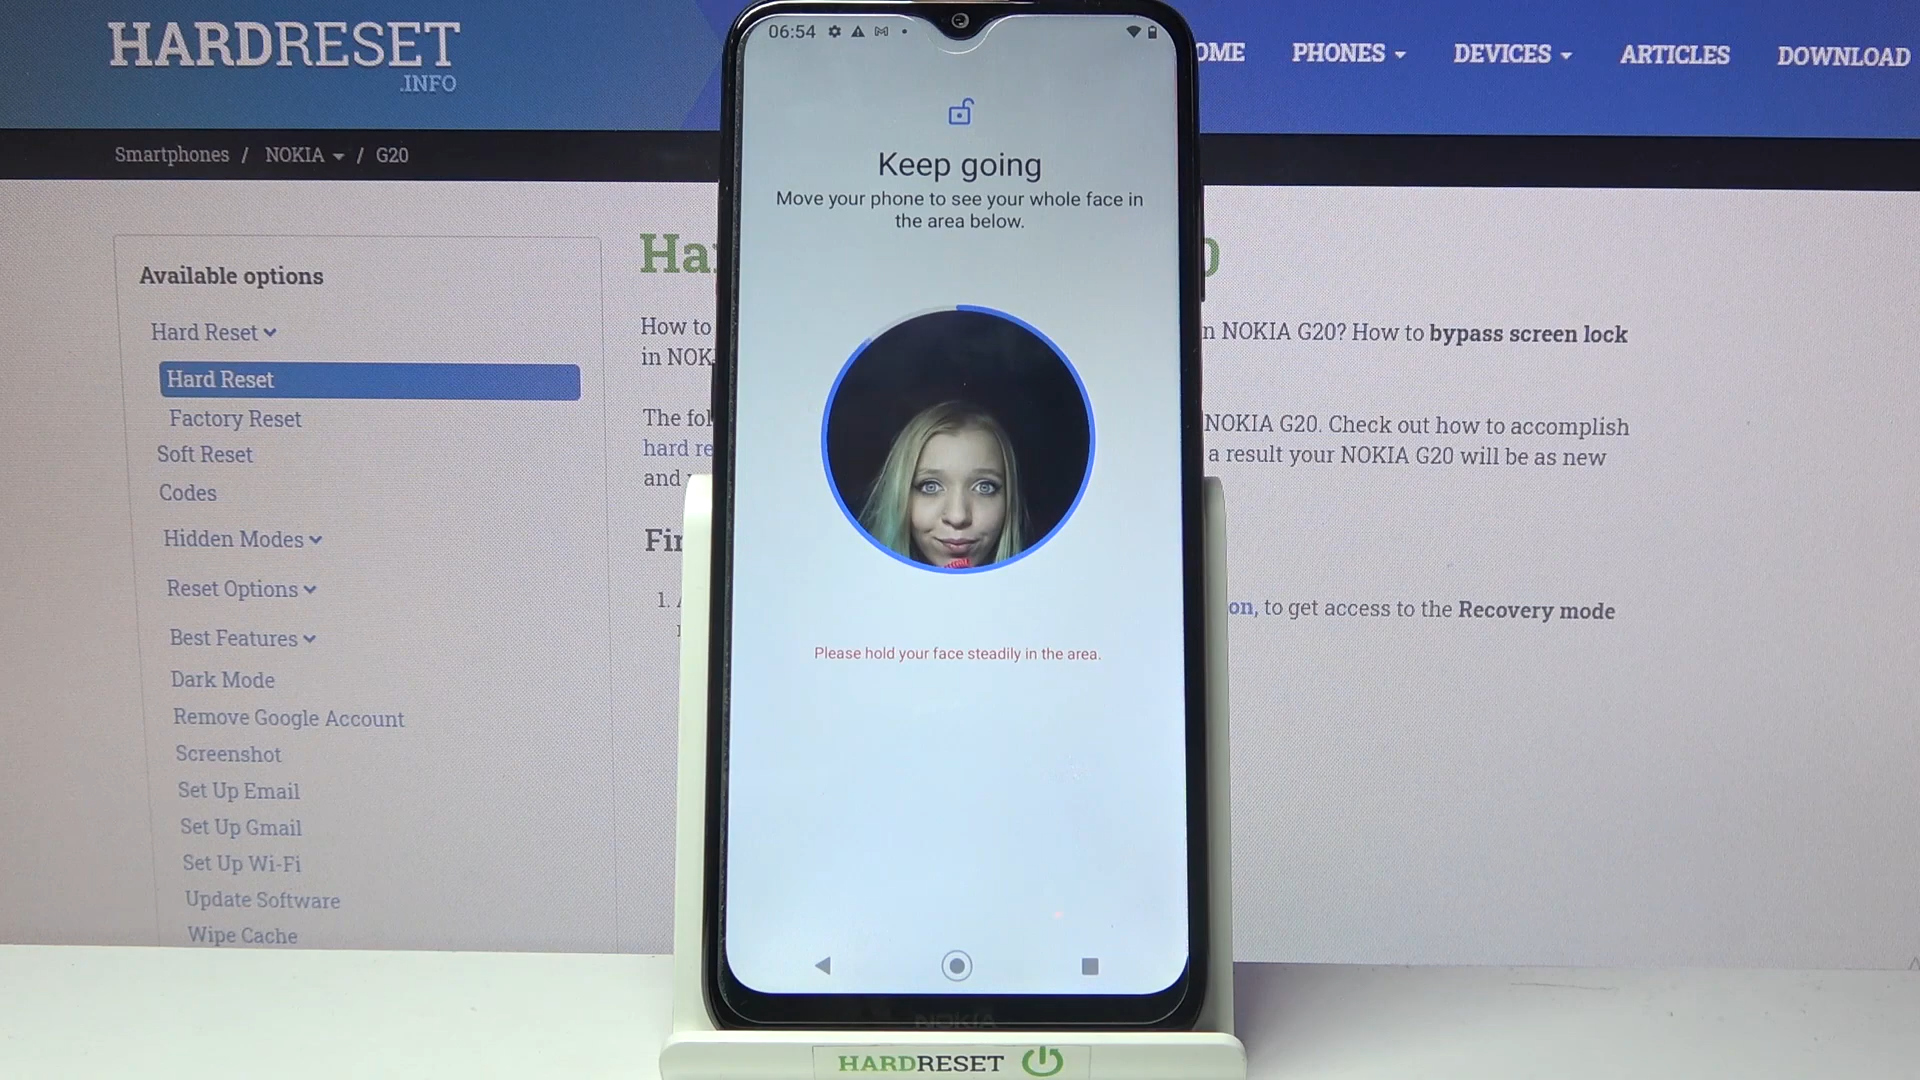 HARDRESET
.INFO
OME PHONES DEVICES ARTICLES DOWNLOAD
Smartphones / NOKIA / G20
06:54
Keep going
Move your phone to see your whole face in
the area below.
Please hold your face steadily in the area.
NOKIA
HARDRESET
Available options
Hard Reset
Hard Reset
Factory Reset
Soft Reset
Codes
Hidden Modes
Reset Options
Best Features
Dark Mode
Remove Google Account
Screenshot
Set Up Email
Set Up Gmail
Set Up Wi-Fi
Update Software
Wipe Cache
Ha
How to n NOKIA G20? How to bypass screen lock
in NOK
The fol NOKIA G20. Check out how to accomplish
hard re a result your NOKIA G20 will be as new
and
Fir
1. on, to get access to the Recovery mode